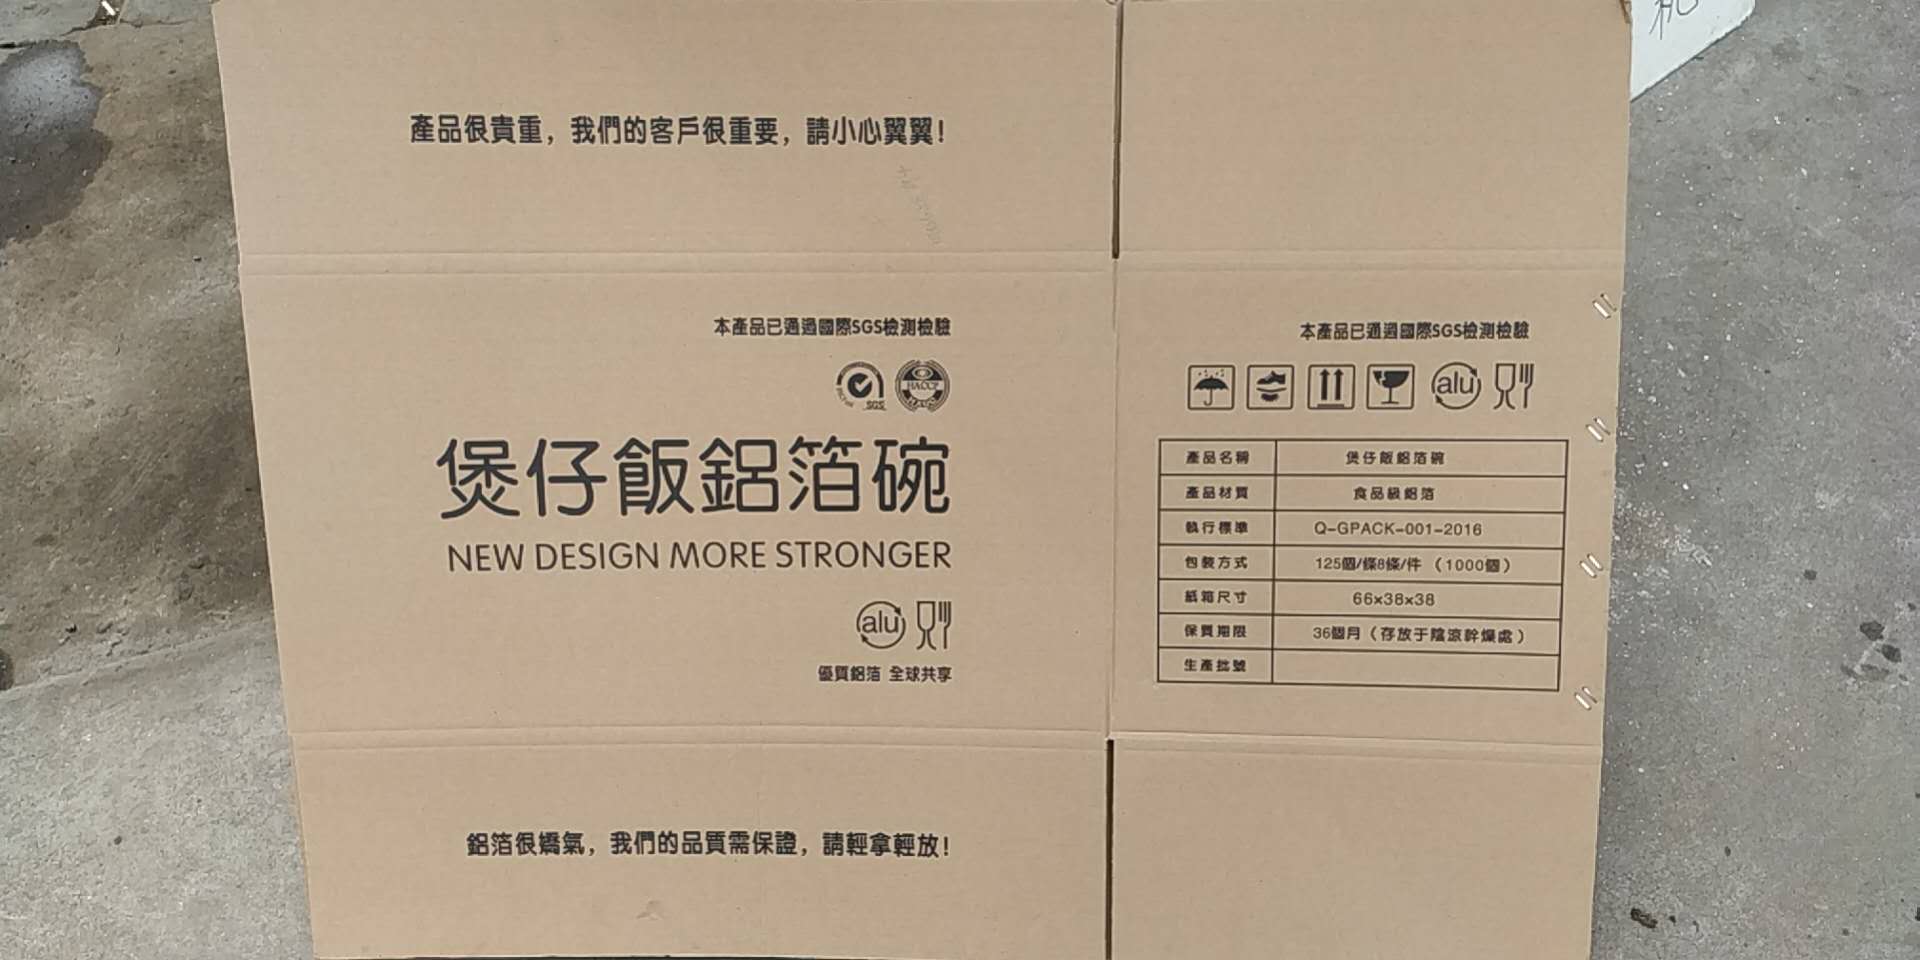 產品很貴重，我們的客戶很重要，請小心翼翼！
本產品已通過國際SGS檢測檢驗
SGS
HACCP
煲仔飯鋁箔碗
NEW DESIGN MORE STRONGER
alu
優質鋁箔 全球共享
鋁箔很嬌氣，我們的品質需保證，請輕拿輕放！
本產品已通過國際SGS檢測檢驗
alu
產品名稱 煲仔飯鋁箔碗
產品材質 食品級鋁箔
執行標準 Q-GPACK-001-2016
包裝方式 125個/條8條/件 （1000個）
紙箱尺寸 66×38×38
保質期限 36個月（存放于陰涼幹燥處）
生產批號